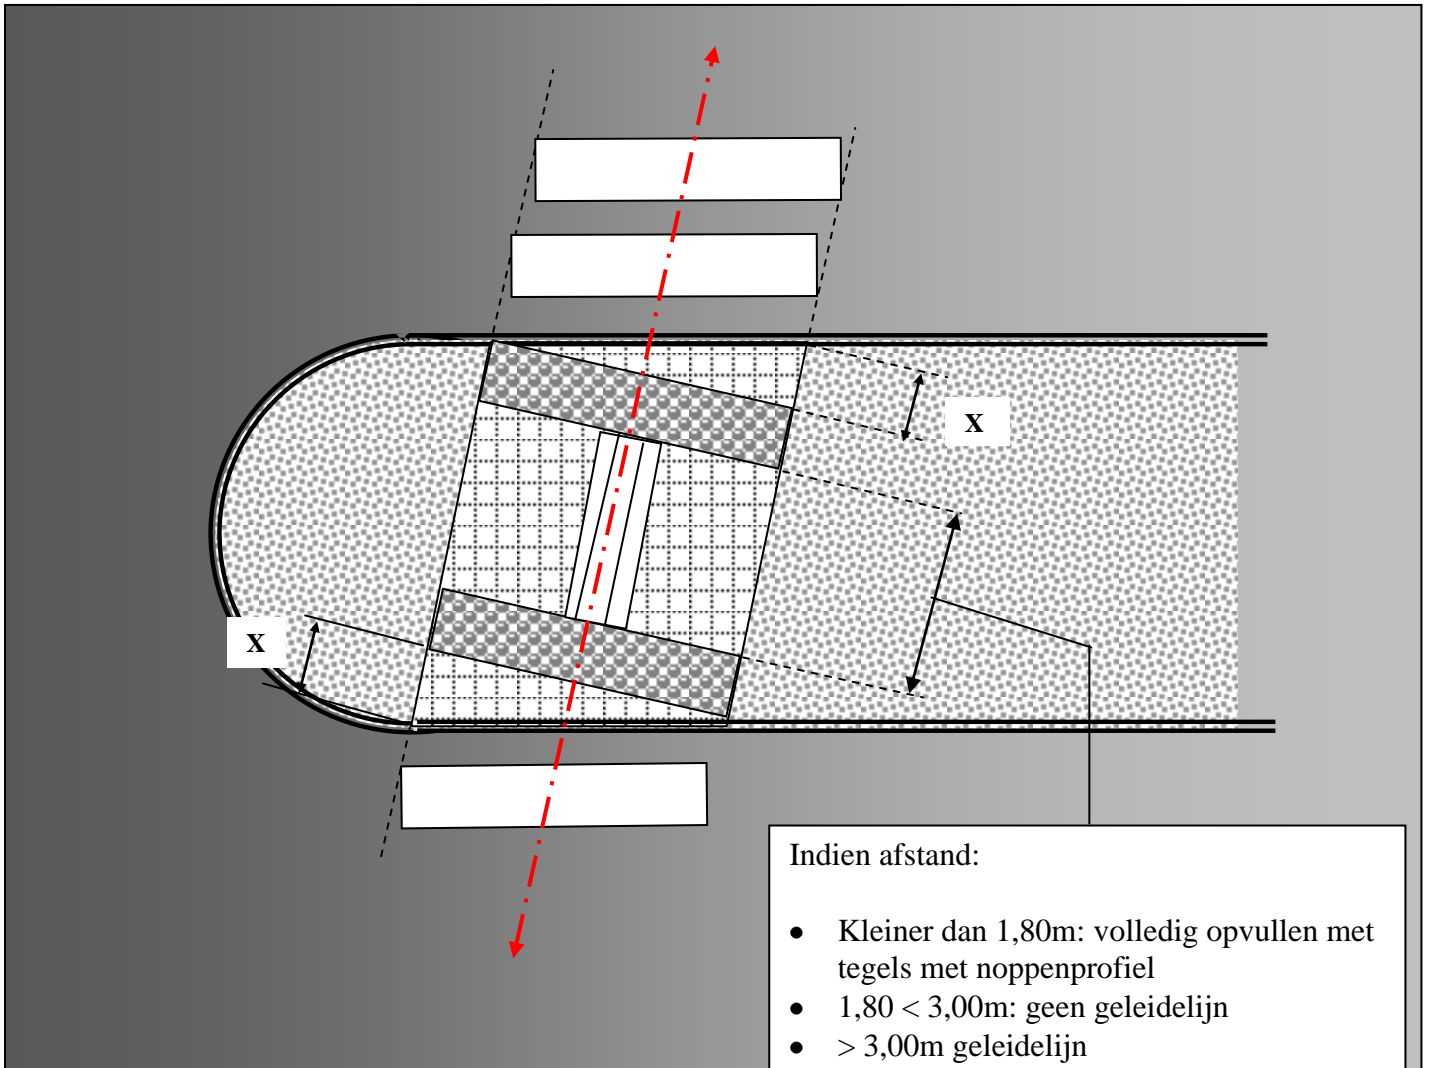 X
X
Indien afstand:
● Kleiner dan 1,80m: volledig opvullen met
tegels met noppenprofiel
● 1,80 < 3,00m: geen geleidelijn
● > 3,00m geleidelijn